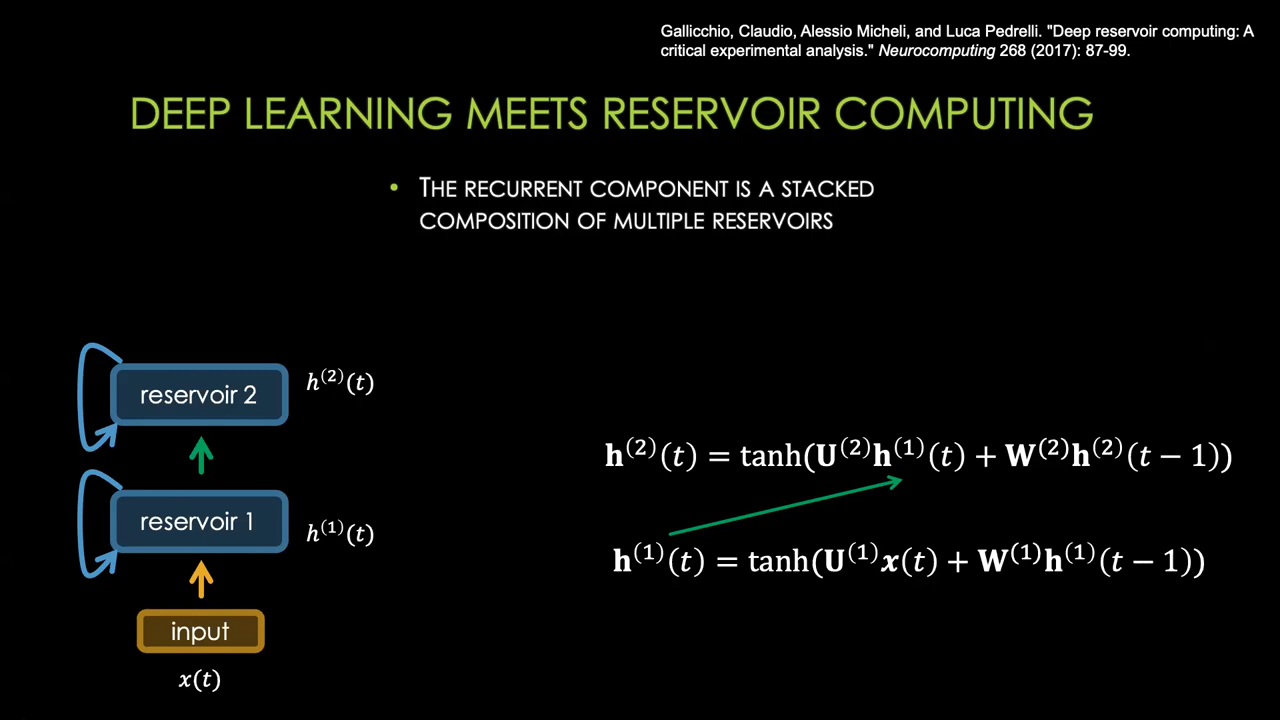 Gallicchio, Claudio, Alessio Micheli, and Luca Pedrelli. "Deep reservoir computing: A
critical experimental analysis." Neurocomputing 268 (2017): 87-99.
DEEP LEARNING MEETS RESERVOIR COMPUTING
• THE RECURRENT COMPONENT IS A STACKED
COMPOSITION OF MULTIPLE RESERVOIRS
reservoir 2
h⁽²⁾(t)
h⁽²⁾(t) = tanh(U⁽²⁾h⁽¹⁾(t) + W⁽²⁾h⁽²⁾(t − 1))
reservoir 1
h⁽¹⁾(t)
h⁽¹⁾(t) = tanh(U⁽¹⁾x(t) + W⁽¹⁾h⁽¹⁾(t − 1))
input
x(t)